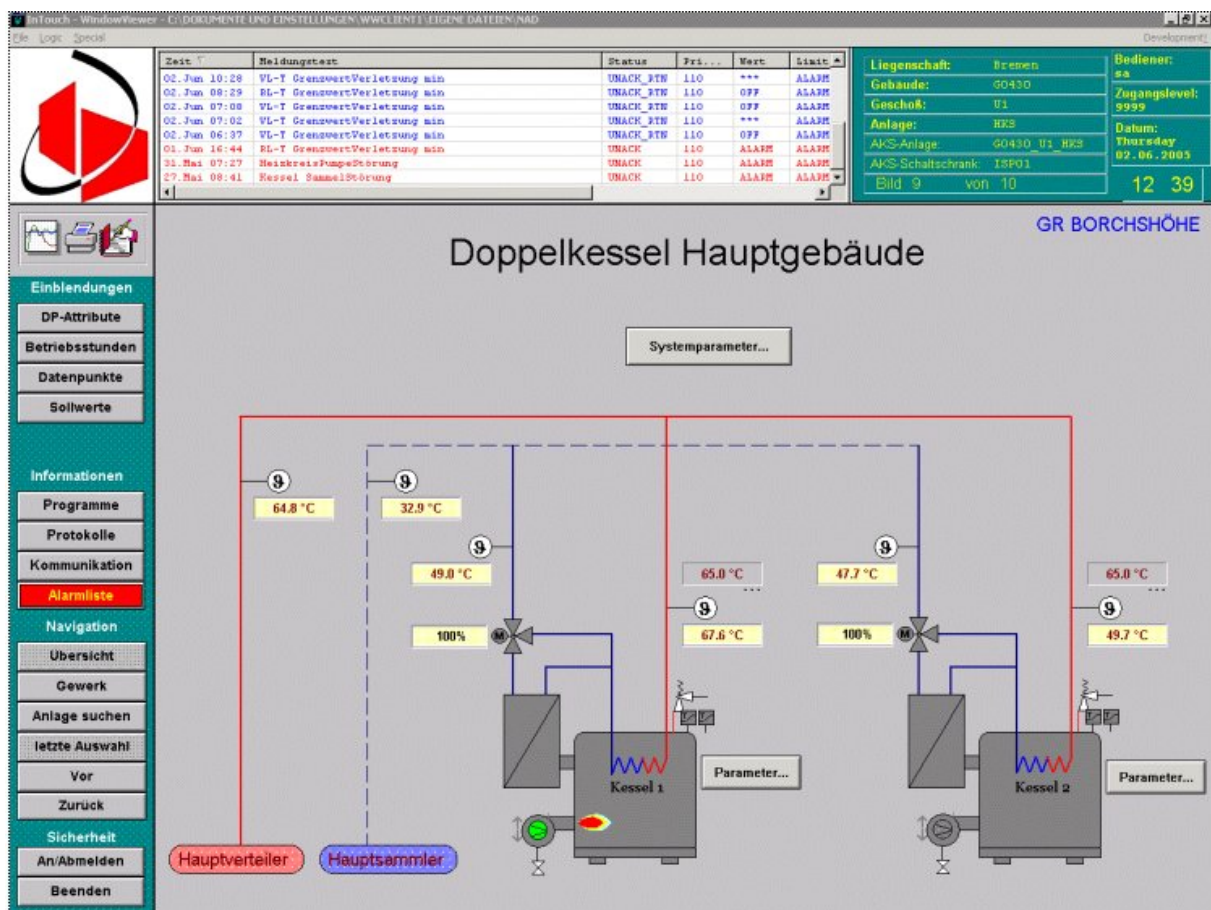 InTouch - WindowViewer - C:\DOKUMENTE UND EINSTELLUNGEN\WWCLIENT1\EIGENE DATEIEN\NAD
File Logic Special Development!
Zeit Meldungstext Status Pri... Wert Limit
02.Jun 10:28 VL-T GrenzwertVerletzung min UNACK_RTN 110 *** ALARM
02.Jun 08:29 RL-T GrenzwertVerletzung min UNACK_RTN 110 OFF ALARM
02.Jun 07:08 VL-T GrenzwertVerletzung min UNACK_RTN 110 OFF ALARM
02.Jun 07:02 VL-T GrenzwertVerletzung min UNACK_RTN 110 OFF ALARM
02.Jun 06:37 VL-T GrenzwertVerletzung min UNACK_RTN 110 OFF ALARM
01.Jun 16:44 RL-T GrenzwertVerletzung min UNACK 110 ALARM ALARM
31.Mai 07:27 HeizkreisPumpeStörung UNACK 110 ALARM ALARM
27.Mai 08:41 Kessel SammelStörung UNACK 110 ALARM ALARM
Liegenschaft: Bremen
Gebäude: G0430
Geschoß: U1
Anlage: HKS
AKS-Anlage: G0430_U1_HKS
AKS-Schaltschrank: ISP01
Bild 9 von 10
Bediener:
sa
Zugangslevel:
9999
Datum:
Thursday
02.06.2005
12 39
GR BORCHSHÖHE
Doppelkessel Hauptgebäude
Systemparameter...
Einblendungen
DP-Attribute
Betriebsstunden
Datenpunkte
Sollwerte
Informationen
Programme
Protokolle
Kommunikation
Alarmliste
Navigation
Übersicht
Gewerk
Anlage suchen
letzte Auswahl
Vor
Zurück
Sicherheit
An/Abmelden
Beenden
ϑ ϑ
64.8 °C 32.9 °C
ϑ ϑ
49.0 °C 65.0 °C 47.7 °C 65.0 °C
... ...
ϑ ϑ
100% M 67.6 °C 100% M 49.7 °C
Kessel 1 Parameter... Kessel 2 Parameter...
Hauptverteiler Hauptsammler